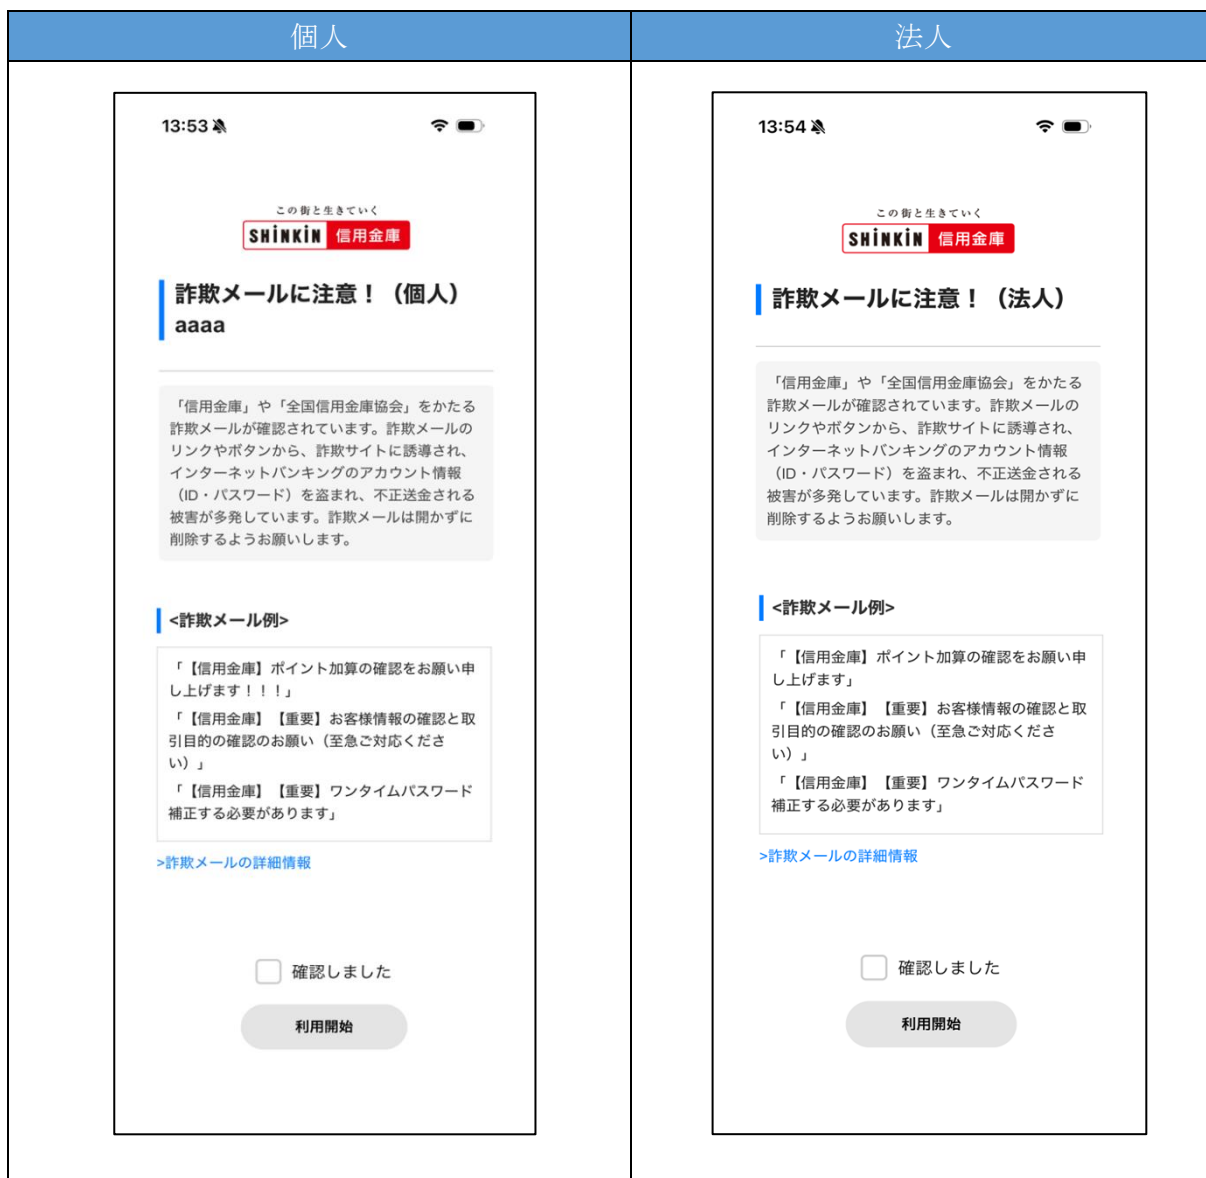 個人
法人
13:53
この街と生きていく
SHINKIN 信用金庫
詐欺メールに注意！（個人）
aaaa
「信用金庫」や「全国信用金庫協会」をかたる
詐欺メールが確認されています。詐欺メールの
リンクやボタンから、詐欺サイトに誘導され、
インターネットバンキングのアカウント情報
（ID・パスワード）を盗まれ、不正送金される
被害が多発しています。詐欺メールは開かずに
削除するようお願いします。
<詐欺メール例>
「【信用金庫】ポイント加算の確認をお願い申
し上げます！！！」
「【信用金庫】【重要】お客様情報の確認と取
引目的の確認のお願い（至急ご対応くださ
い）」
「【信用金庫】【重要】ワンタイムパスワード
補正する必要があります」
>詐欺メールの詳細情報
確認しました
利用開始
13:54
この街と生きていく
SHINKIN 信用金庫
詐欺メールに注意！（法人）
「信用金庫」や「全国信用金庫協会」をかたる
詐欺メールが確認されています。詐欺メールの
リンクやボタンから、詐欺サイトに誘導され、
インターネットバンキングのアカウント情報
（ID・パスワード）を盗まれ、不正送金される
被害が多発しています。詐欺メールは開かずに
削除するようお願いします。
<詐欺メール例>
「【信用金庫】ポイント加算の確認をお願い申
し上げます」
「【信用金庫】【重要】お客様情報の確認と取
引目的の確認のお願い（至急ご対応くださ
い）」
「【信用金庫】【重要】ワンタイムパスワード
補正する必要があります」
>詐欺メールの詳細情報
確認しました
利用開始